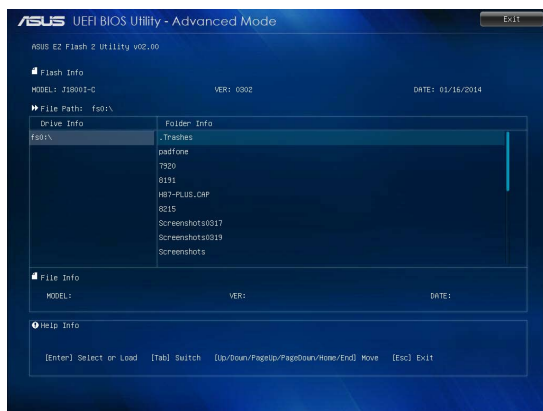 ASUS UEFI BIOS Utility - Advanced Mode
Exit
ASUS EZ Flash 2 Utility v02.00
Flash Info
MODEL: J1800I-C VER: 0302 DATE: 01/16/2014
File Path: fs0:\
Drive Info Folder Info
fs0:\ .Trashes
padfone
7920
8191
H87-PLUS.CAP
8215
Screenshots0317
Screenshots0319
Screenshots
File Info
MODEL: VER: DATE:
Help Info
[Enter] Select or Load [Tab] Switch [Up/Down/PageUp/PageDown/Home/End] Move [Esc] Exit